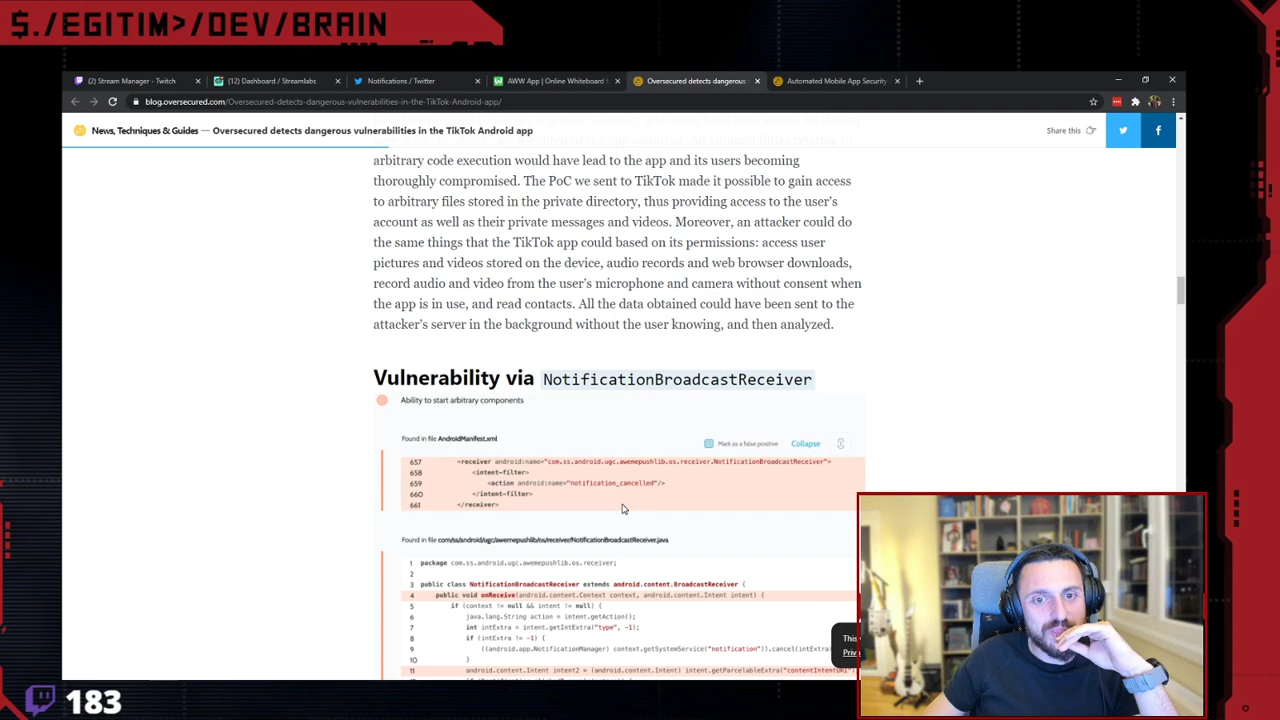 $./EGITIM>/DEV/BRAIN
(2) Stream Manager - Twitch
(12) Dashboard / Streamlabs
Notifications / Twitter
AWW App | Online Whiteboard
Oversecured detects dangerous
Automated Mobile App Security
blog.oversecured.com/Oversecured-detects-dangerous-vulnerabilities-in-the-TikTok-Android-app/
News, Techniques & Guides — Oversecured detects dangerous vulnerabilities in the TikTok Android app
Share this
arbitrary code execution would have lead to the app and its users becoming
thoroughly compromised. The PoC we sent to TikTok made it possible to gain access
to arbitrary files stored in the private directory, thus providing access to the user's
account as well as their private messages and videos. Moreover, an attacker could do
the same things that the TikTok app could based on its permissions: access user
pictures and videos stored on the device, audio records and web browser downloads,
record audio and video from the user's microphone and camera without consent when
the app is in use, and read contacts. All the data obtained could have been sent to the
attacker's server in the background without the user knowing, and then analyzed.
Vulnerability via NotificationBroadcastReceiver
Ability to start arbitrary components
Found in file AndroidManifest.xml
Mark as a false positive
Collapse
657 <receiver android:name="com.ss.android.ugc.awemepushlib.os.receiver.NotificationBroadcastReceiver">
658 <intent-filter>
659 <action android:name="notification_cancelled"/>
660 </intent-filter>
661 </receiver>
Found in file com/ss/android/ugc/awemepushlib/os/receiver/NotificationBroadcastReceiver.java
1 package com.ss.android.ugc.awemepushlib.os.receiver;
2
3 public class NotificationBroadcastReceiver extends android.content.BroadcastReceiver {
4 public void onReceive(android.content.Context context, android.content.Intent intent) {
5 if (context != null && intent != null) {
6 java.lang.String action = intent.getAction();
7 int intExtra = intent.getIntExtra("type", -1);
8 if (intExtra != -1) {
9 ((android.app.NotificationManager) context.getSystemService("notification")).cancel(intExtra
10 }
11 android.content.Intent intent2 = (android.content.Intent) intent.getParcelableExtra("contentIntentURI")
This
Priv
183